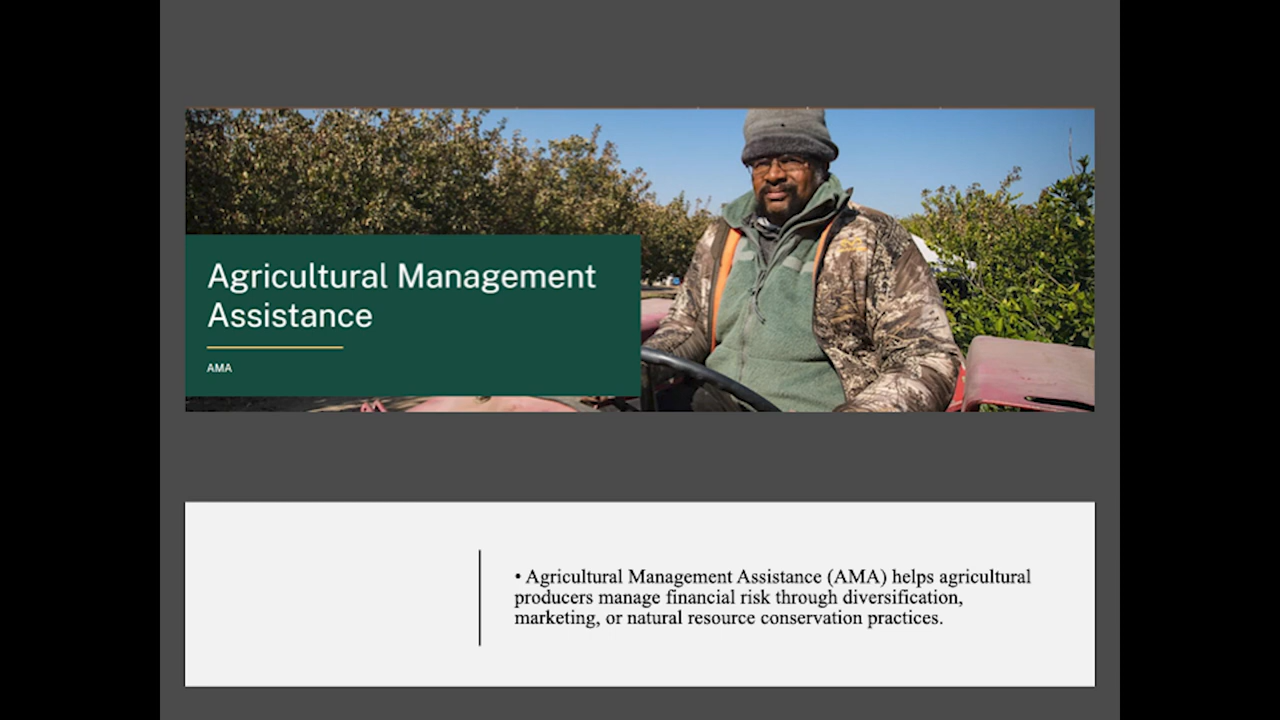 Agricultural Management
Assistance
AMA
• Agricultural Management Assistance (AMA) helps agricultural
producers manage financial risk through diversification,
marketing, or natural resource conservation practices.